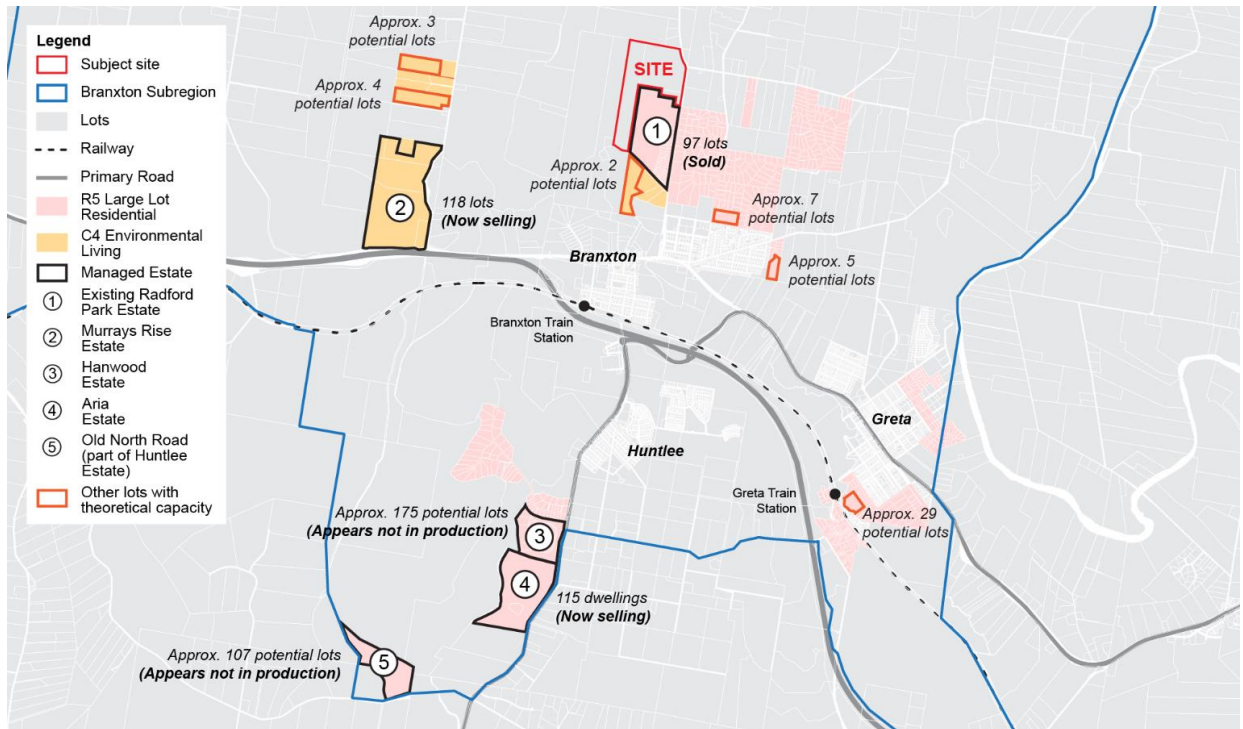 Legend
Subject site
Branxton Subregion
Lots
Railway
Primary Road
R5 Large Lot
Residential
C4 Environmental
Living
Managed Estate
1 Existing Radford
Park Estate
2 Murrays Rise
Estate
3 Hanwood
Estate
4 Aria
Estate
5 Old North Road
(part of Huntlee
Estate)
Other lots with
theoretical capacity
Approx. 3
potential lots
Approx. 4
potential lots
2
118 lots
(Now selling)
SITE
1
97 lots
(Sold)
Approx. 2
potential lots
Approx. 7
potential lots
Approx. 5
potential lots
Branxton
Branxton Train
Station
Huntlee
Greta
Greta Train
Station
Approx. 29
potential lots
Approx. 175 potential lots
(Appears not in production)
3
4
115 dwellings
(Now selling)
Approx. 107 potential lots
(Appears not in production)
5